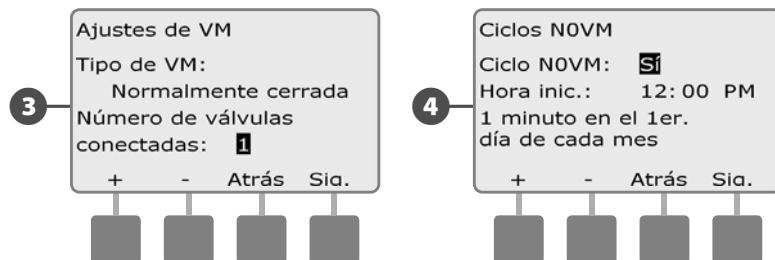 3
Ajustes de VM
Tipo de VM:
Normalmente cerrada
Número de válvulas
conectadas: 1
+ - Atrás Sig.
4
Ciclos N0VM
Ciclo N0VM: Sí
Hora inic.: 12:00 PM
1 minuto en el 1er.
día de cada mes
+ - Atrás Sig.